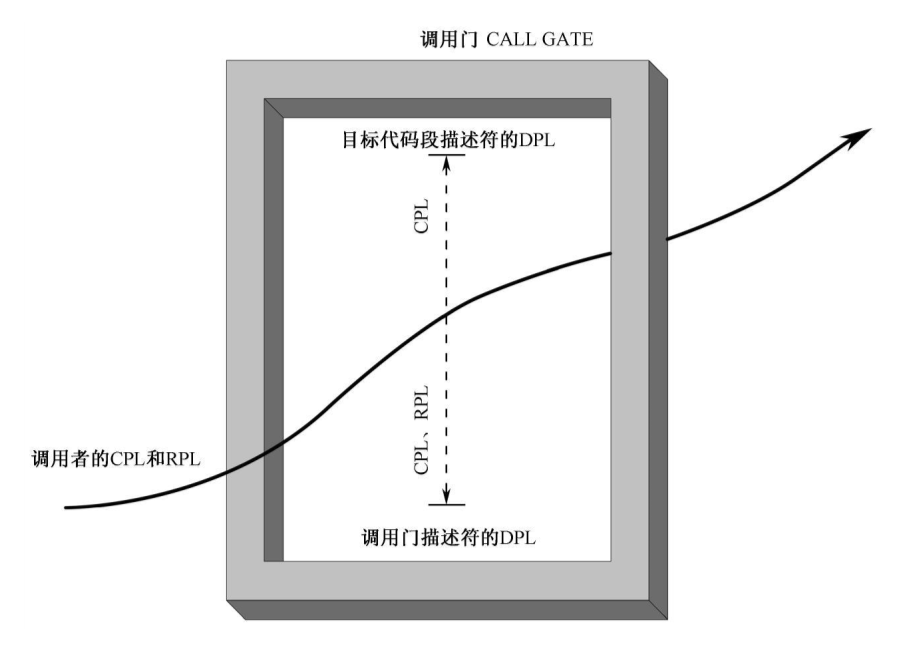 调用门 CALL GATE
目标代码段描述符的DPL
CPL
CPL、RPL
调用者的CPL和RPL
调用门描述符的DPL